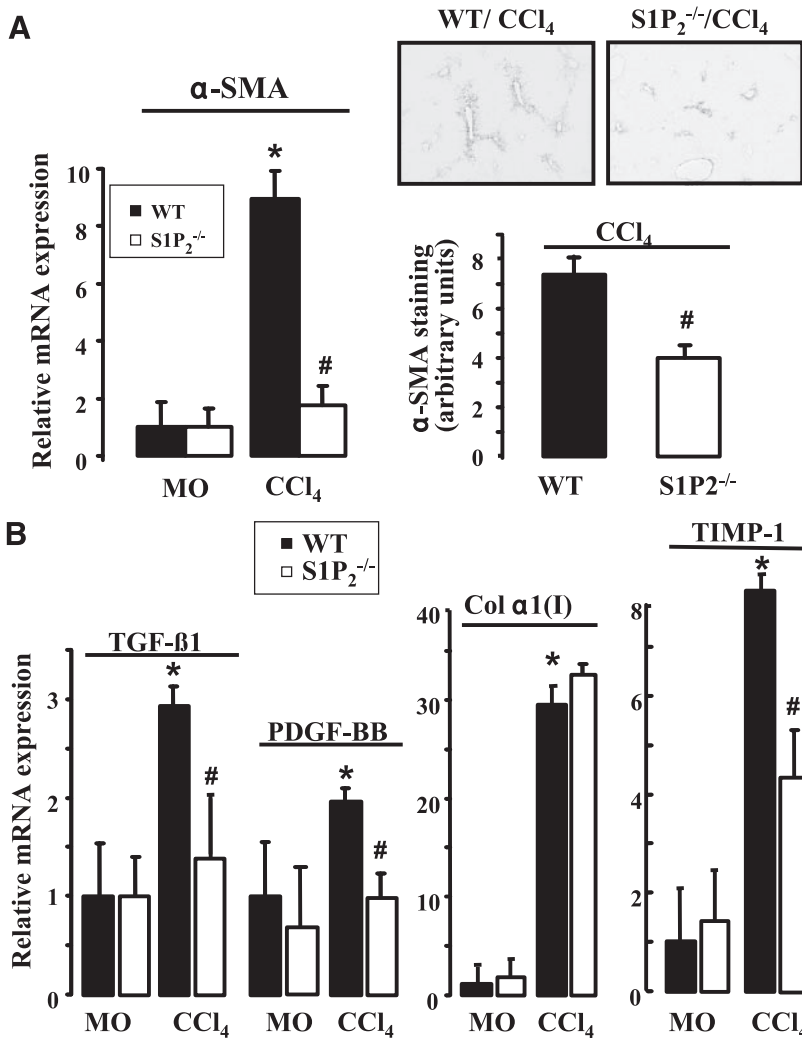 A
WT/ CCl4
S1P2-/-/CCl4
α-SMA
*
Relative mRNA expression
10
8
6
4
2
0
WT
S1P2-/-
#
MO
CCl4
CCl4
α-SMA staining
(arbitrary units)
8
6
4
2
0
#
WT
S1P2-/-
B
WT
S1P2-/-
Relative mRNA expression
3
2
1
0
TGF-ß1
*
#
MO
CCl4
PDGF-BB
*
#
MO
CCl4
Col α1(I)
40
30
20
10
0
*
MO
CCl4
TIMP-1
8
6
4
2
0
*
#
MO
CCl4